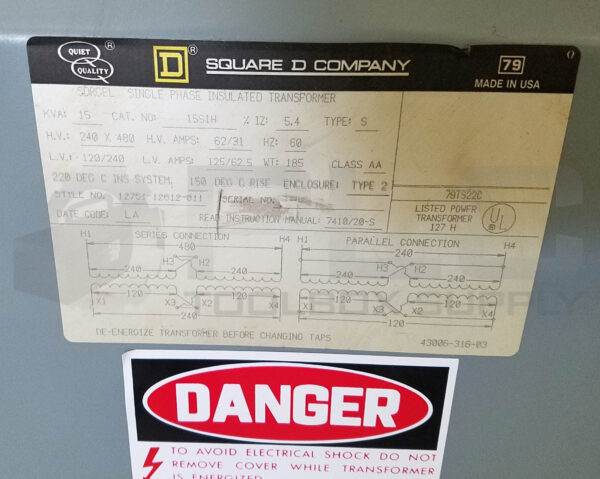 QUIET QUALITY ®
D ® SQUARE D COMPANY
79
MADE IN USA
SORGEL SINGLE PHASE INSULATED TRANSFORMER
KVA: 15 CAT. NO: 15S1H % IZ: 5.4 TYPE: S
H.V.: 240 X 480 H.V. AMPS: 62/31 HZ: 60
L.V.: 120/240 L.V. AMPS: 125/62.5 WT: 185 CLASS AA
220 DEG C INS SYSTEM, 150 DEG C RISE ENCLOSURE: TYPE 2
STYLE NO. 12751-12612-011 SERIAL NO.
DATE CODE: LA READ INSTRUCTION MANUAL: 7410/20-S
79TS22C
LISTED POWER
TRANSFORMER
127 H
UL
SERIES CONNECTION
H1 480 H4
240 H3 H2 240
120 120
X1 X3 X2 X4
240
PARALLEL CONNECTION
H1 240 H4
240 H3 H2 240
120 120
X1 X3 X2 X4
120
DE-ENERGIZE TRANSFORMER BEFORE CHANGING TAPS
43006-316-03
TOOLBOX SUPPLY
DANGER
TO AVOID ELECTRICAL SHOCK DO NOT
REMOVE COVER WHILE TRANSFORMER
IS ENERGIZED